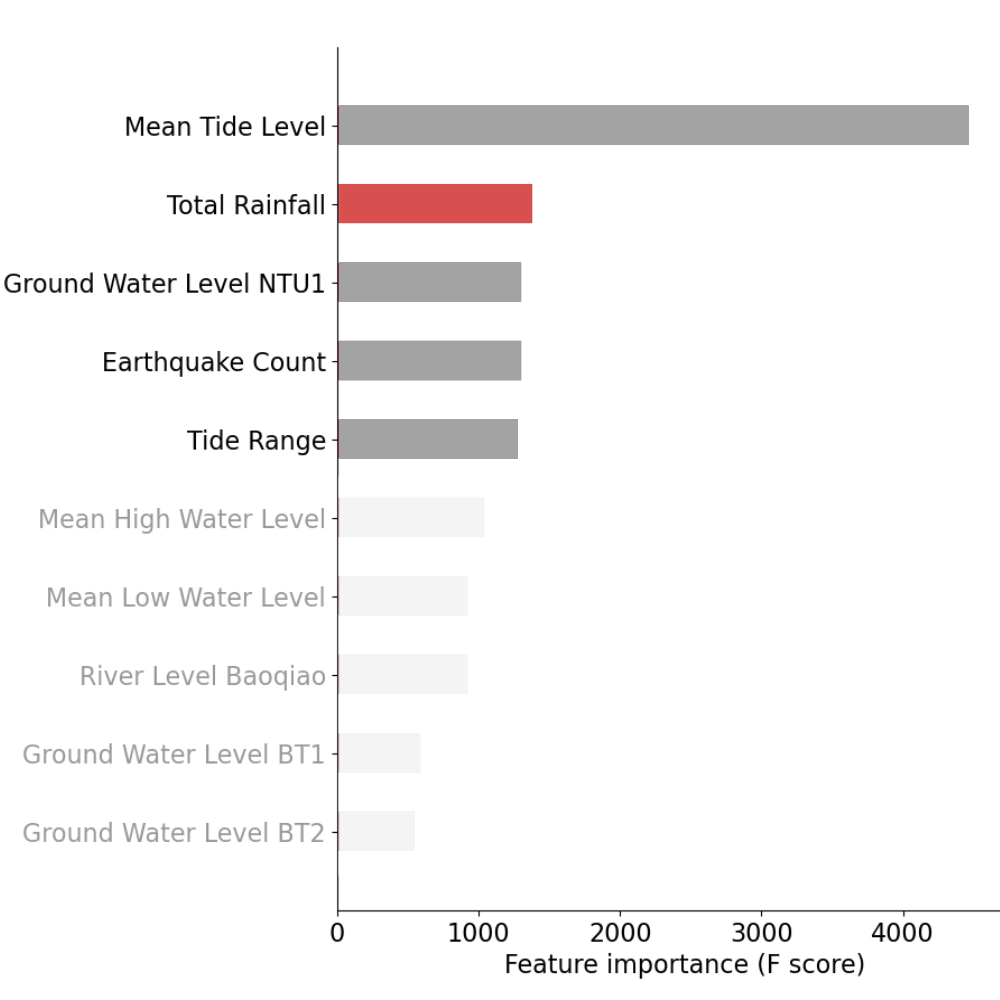 Mean Tide Level
Total Rainfall
Ground Water Level NTU1
Earthquake Count
Tide Range
Mean High Water Level
Mean Low Water Level
River Level Baoqiao
Ground Water Level BT1
Ground Water Level BT2
0 1000 2000 3000 4000
Feature importance (F score)